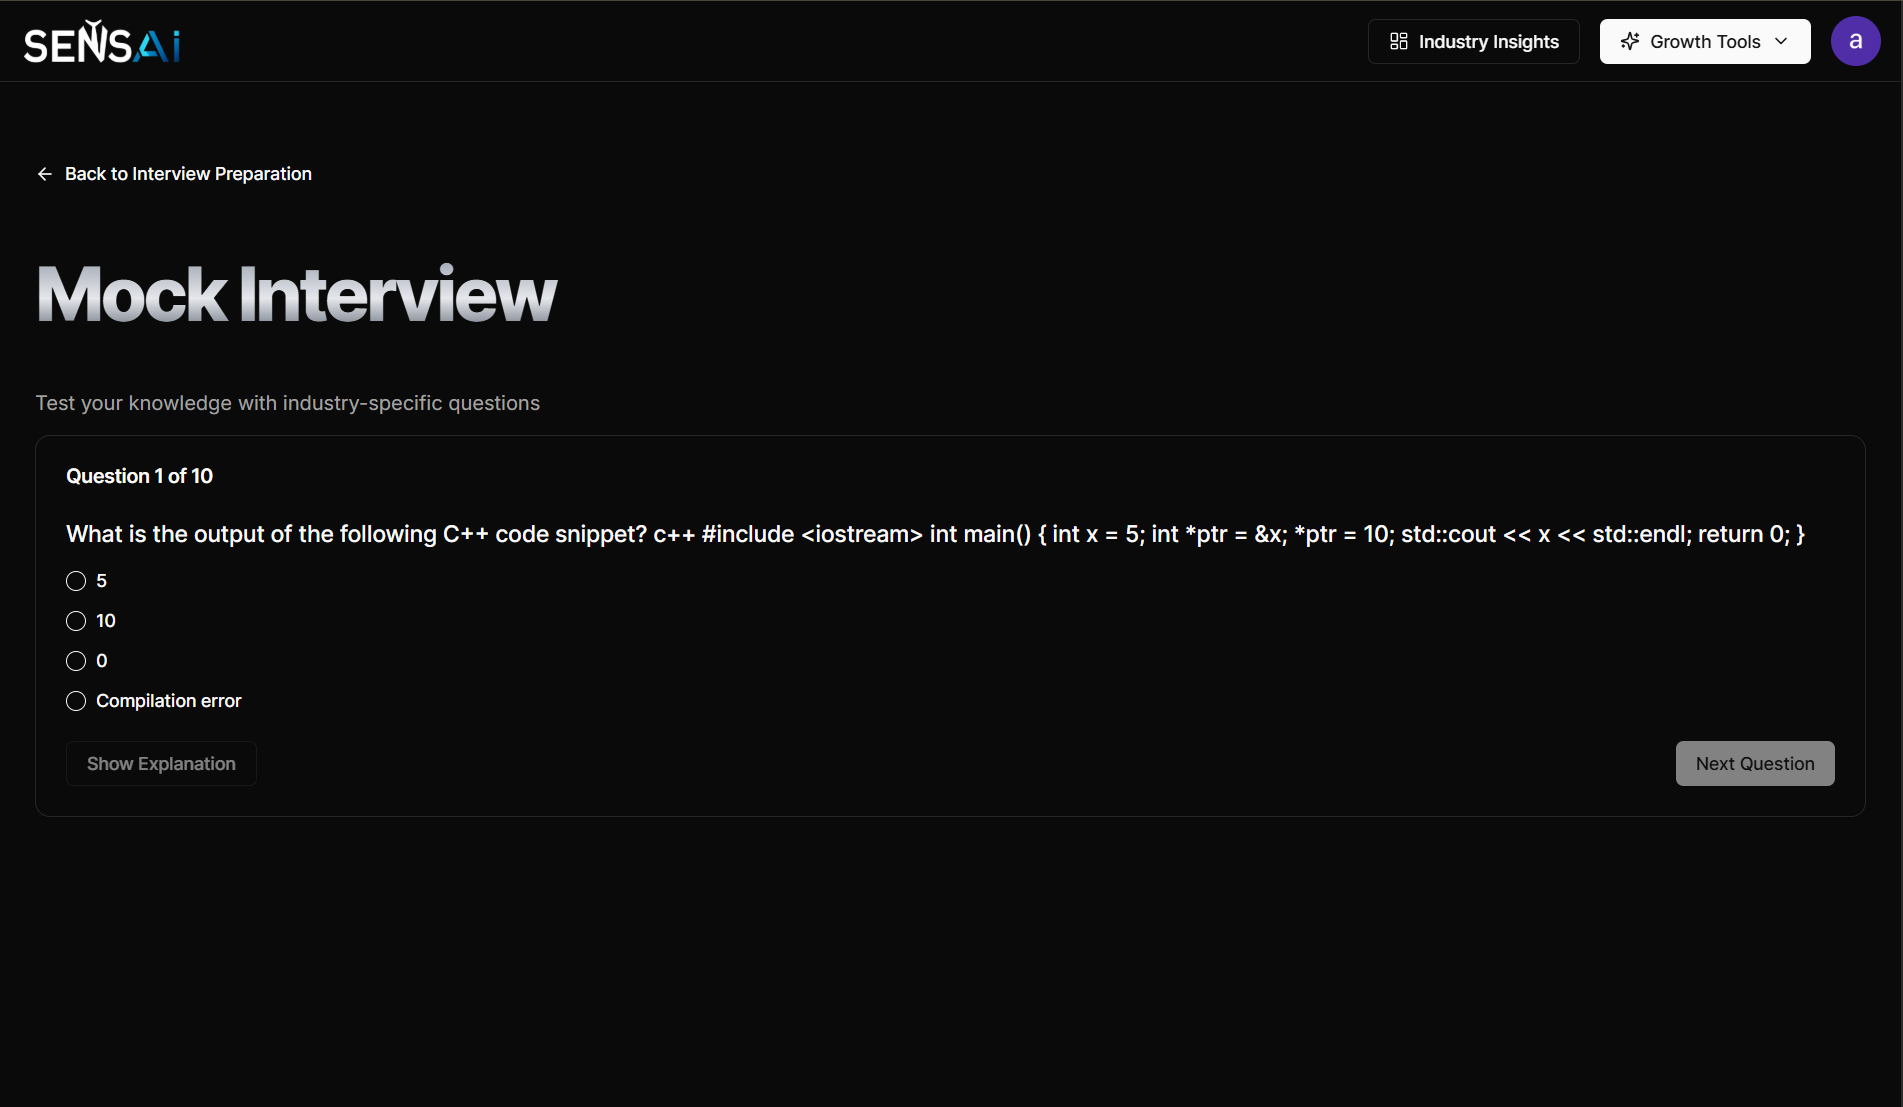 SENSAi
Industry Insights
Growth Tools
a
Back to Interview Preparation
Mock Interview
Test your knowledge with industry-specific questions
Question 1 of 10
What is the output of the following C++ code snippet? c++ #include <iostream> int main() { int x = 5; int *ptr = &x; *ptr = 10; std::cout << x << std::endl; return 0; }
5
10
0
Compilation error
Show Explanation
Next Question